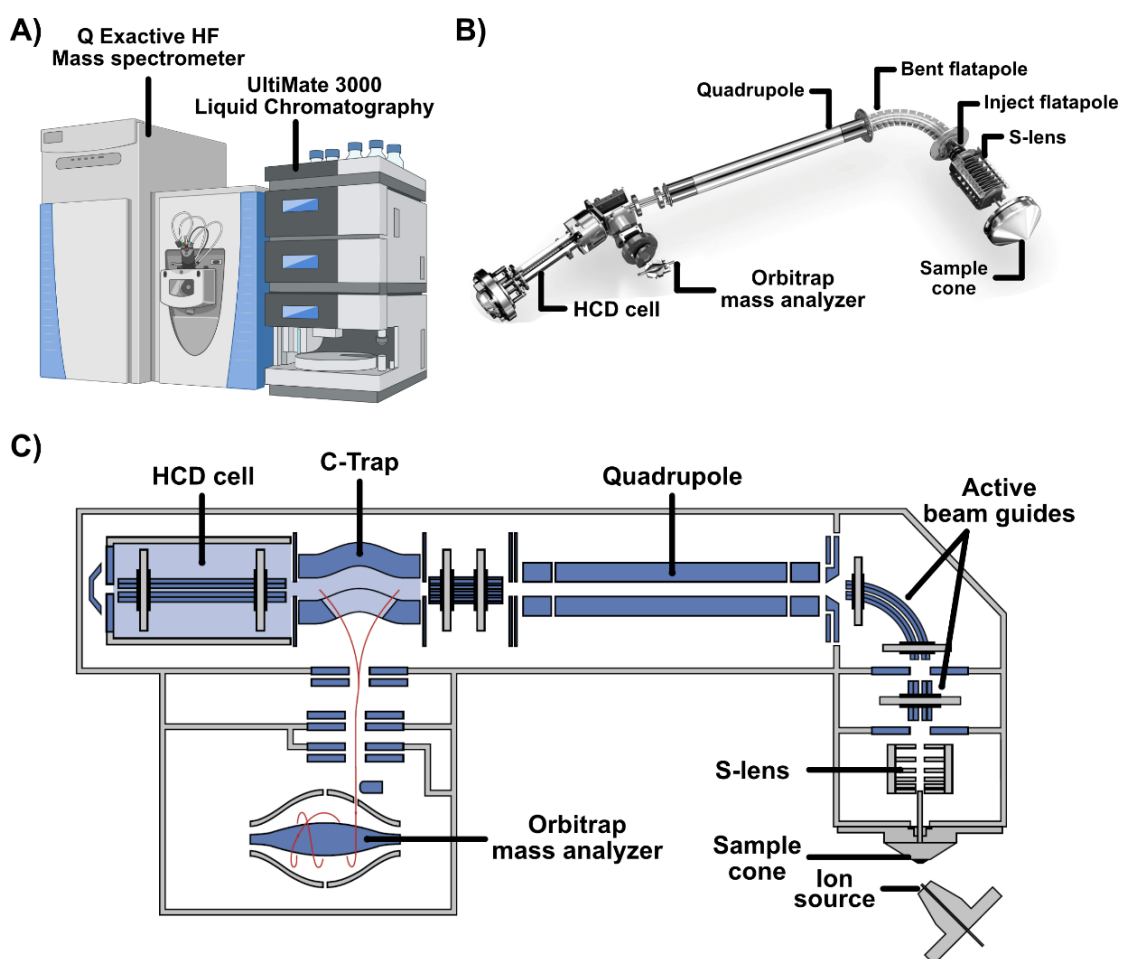 A)
Q Exactive HF
Mass spectrometer
UltiMate 3000
Liquid Chromatography
B)
Bent flatapole
Quadrupole
Inject flatapole
S-lens
Sample
cone
Orbitrap
mass analyzer
HCD cell
C)
HCD cell
C-Trap
Quadrupole
Active
beam guides
S-lens
Orbitrap
mass analyzer
Sample
cone
Ion
source